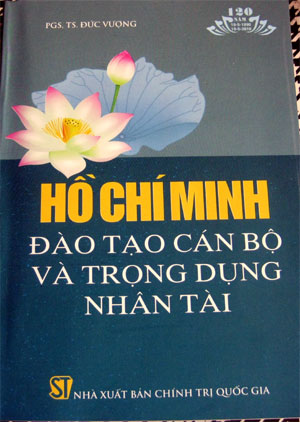 PGS. TS. ĐỨC VƯỢNG
120
NĂM
HỒ CHÍ MINH
ĐÀO TẠO CÁN BỘ
VÀ TRỌNG DỤNG
NHÂN TÀI
ST NHÀ XUẤT BẢN CHÍNH TRỊ QUỐC GIA